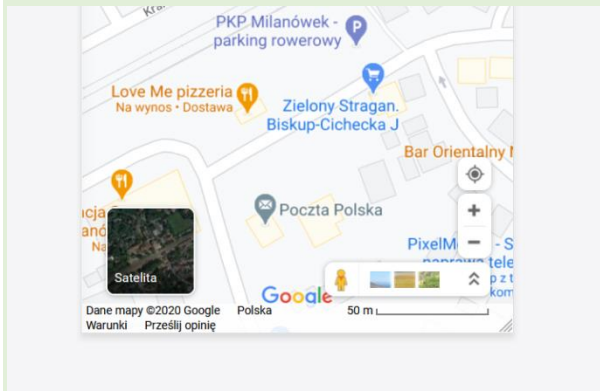 PKP Milanówek -
parking rowerowy
P
Love Me pizzeria
Na wynos • Dostawa
Zielony Stragan.
Biskup-Cichecka J
Bar Orientalny
Poczta Polska
Satelita
Google
Dane mapy ©2020 Google Polska 50 m
Warunki Prześlij opinię